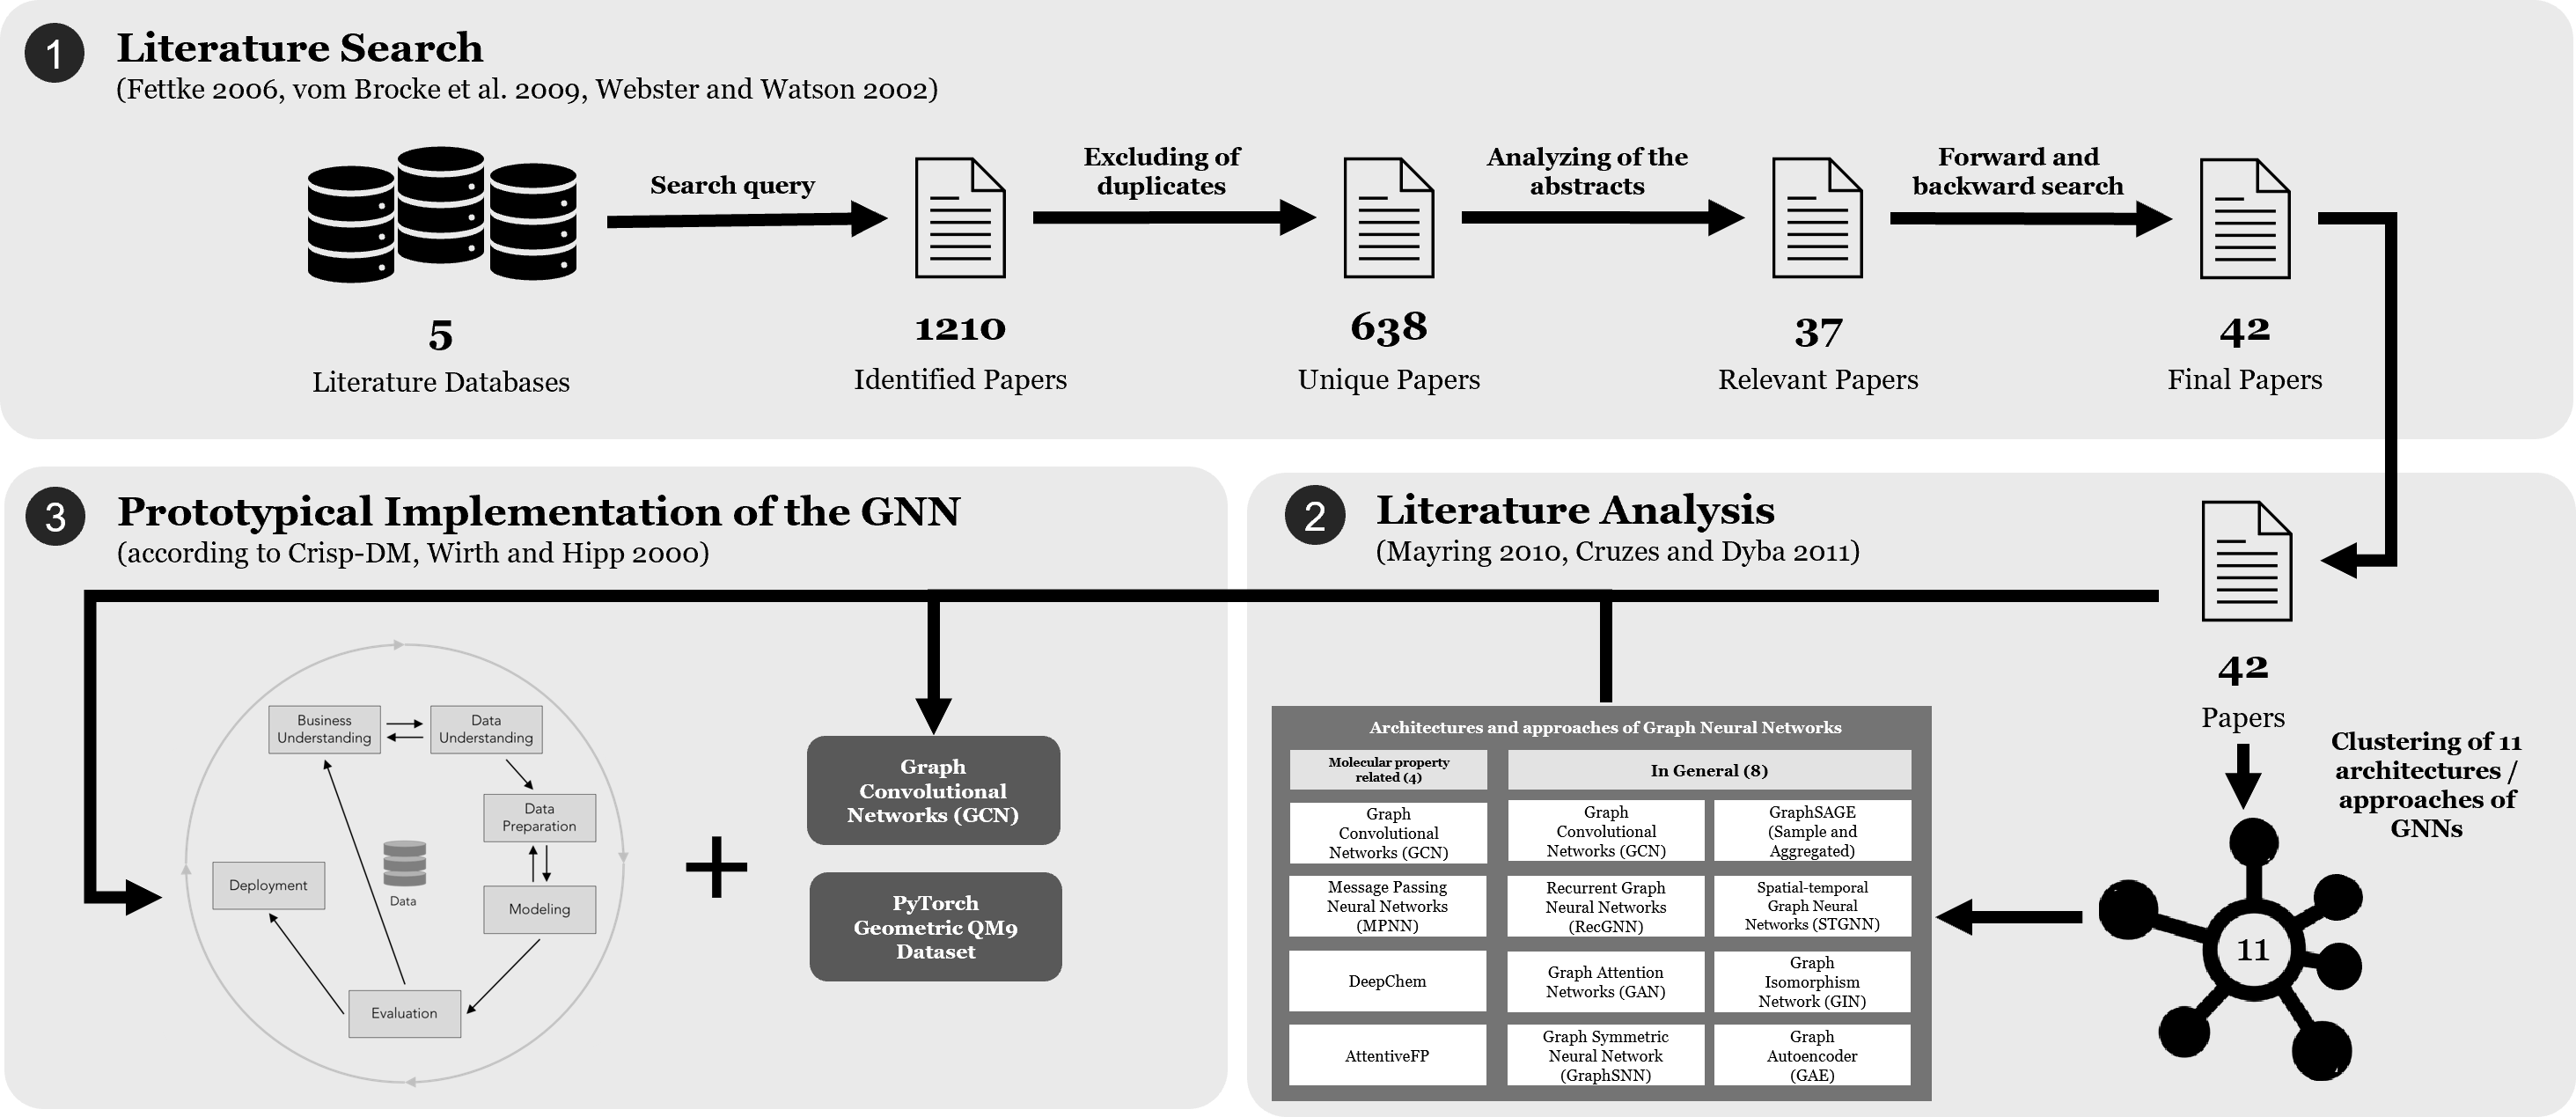 1
Literature Search
(Fettke 2006, vom Brocke et al. 2009, Webster and Watson 2002)
Search query
Excluding of
duplicates
Analyzing of the
abstracts
Forward and
backward search
5
Literature Databases
1210
Identified Papers
638
Unique Papers
37
Relevant Papers
42
Final Papers
2
Literature Analysis
(Mayring 2010, Cruzes and Dyba 2011)
42
Papers
Clustering of 11
architectures /
approaches of
GNNs
11
Architectures and approaches of Graph Neural Networks
Molecular property
related (4)
In General (8)
Graph
Convolutional
Networks (GCN)
Graph
Convolutional
Networks (GCN)
GraphSAGE
(Sample and
Aggregated)
Message Passing
Neural Networks
(MPNN)
Recurrent Graph
Neural Networks
(RecGNN)
Spatial-temporal
Graph Neural
Networks (STGNN)
DeepChem
Graph Attention
Networks (GAN)
Graph
Isomorphism
Network (GIN)
AttentiveFP
Graph Symmetric
Neural Network
(GraphSNN)
Graph
Autoencoder
(GAE)
3
Prototypical Implementation of the GNN
(according to Crisp-DM, Wirth and Hipp 2000)
Business
Understanding
Data
Understanding
Data
Preparation
Modeling
Evaluation
Deployment
Data
+
Graph
Convolutional
Networks (GCN)
PyTorch
Geometric QM9
Dataset